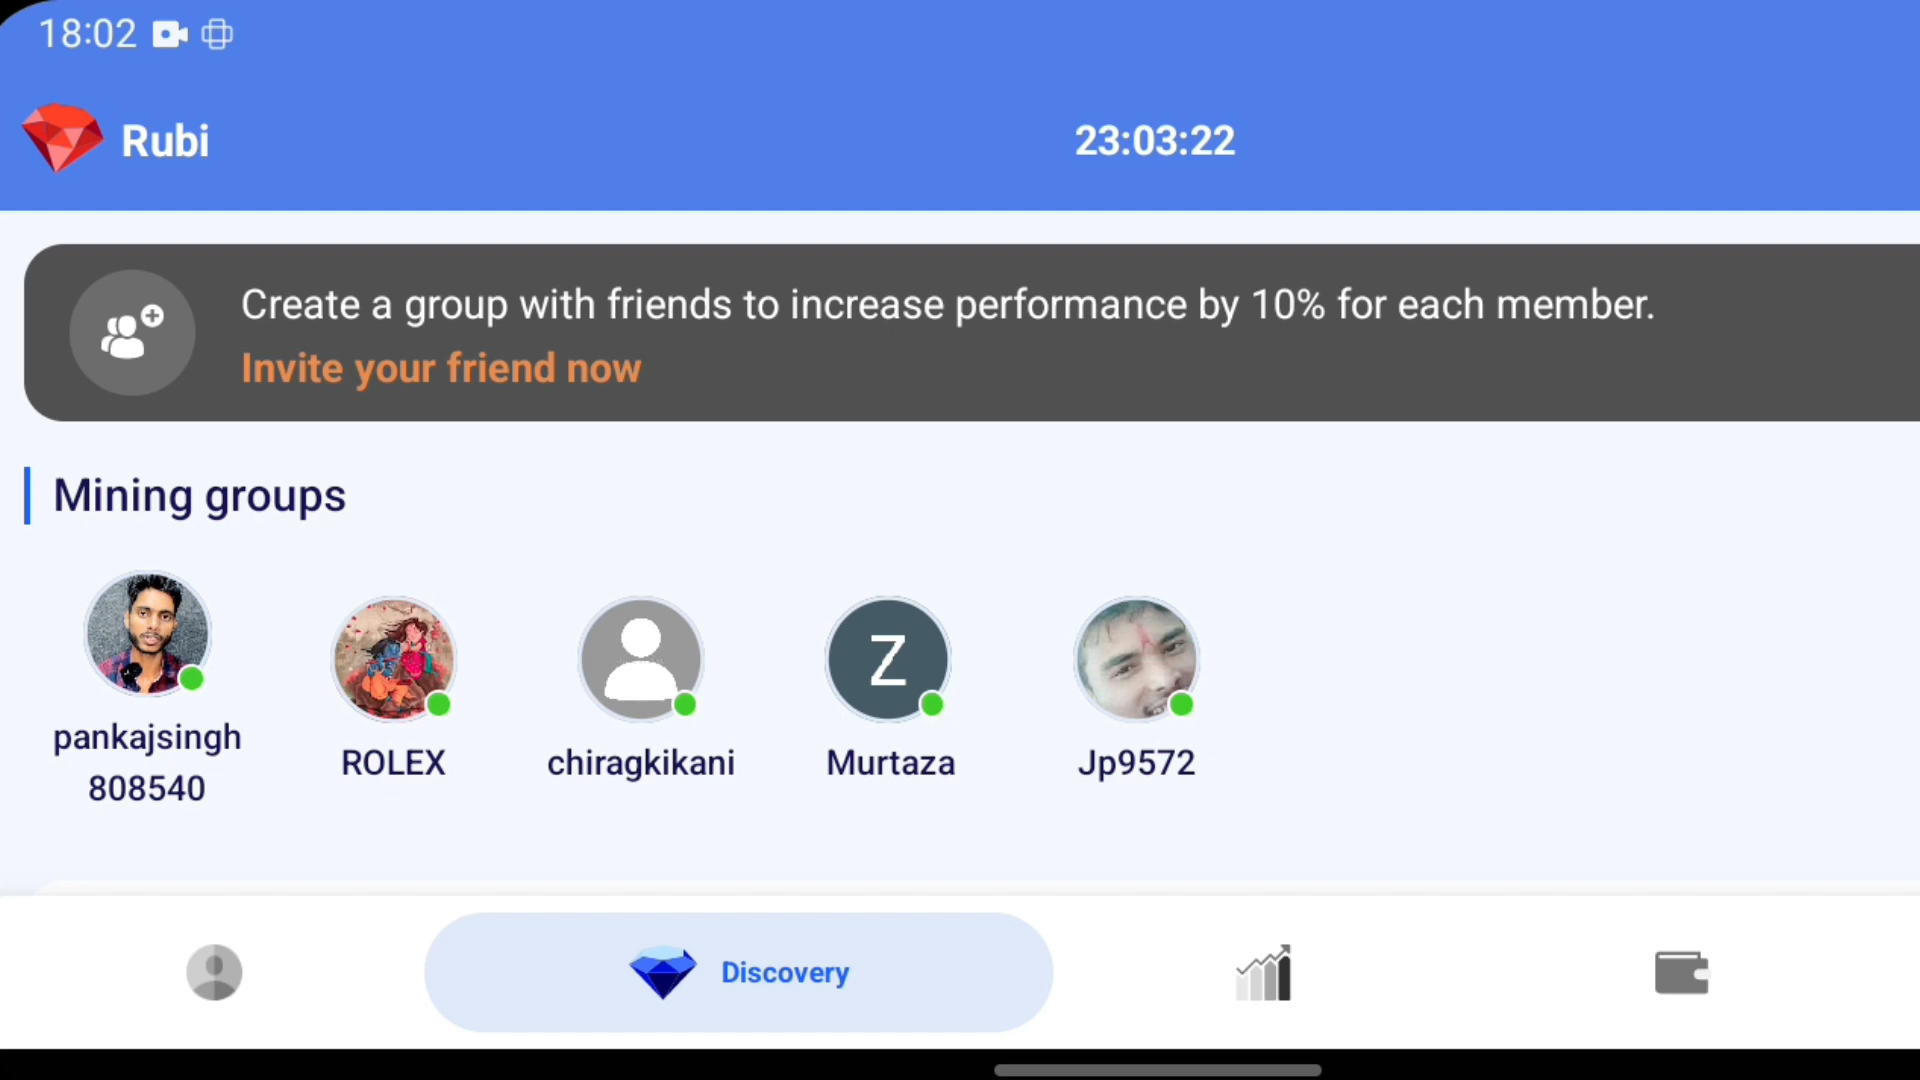 18:02
Rubi
23:03:22
Create a group with friends to increase performance by 10% for each member.
Invite your friend now
Mining groups
Z
pankajsingh
808540
ROLEX
chiragkikani
Murtaza
Jp9572
Discovery